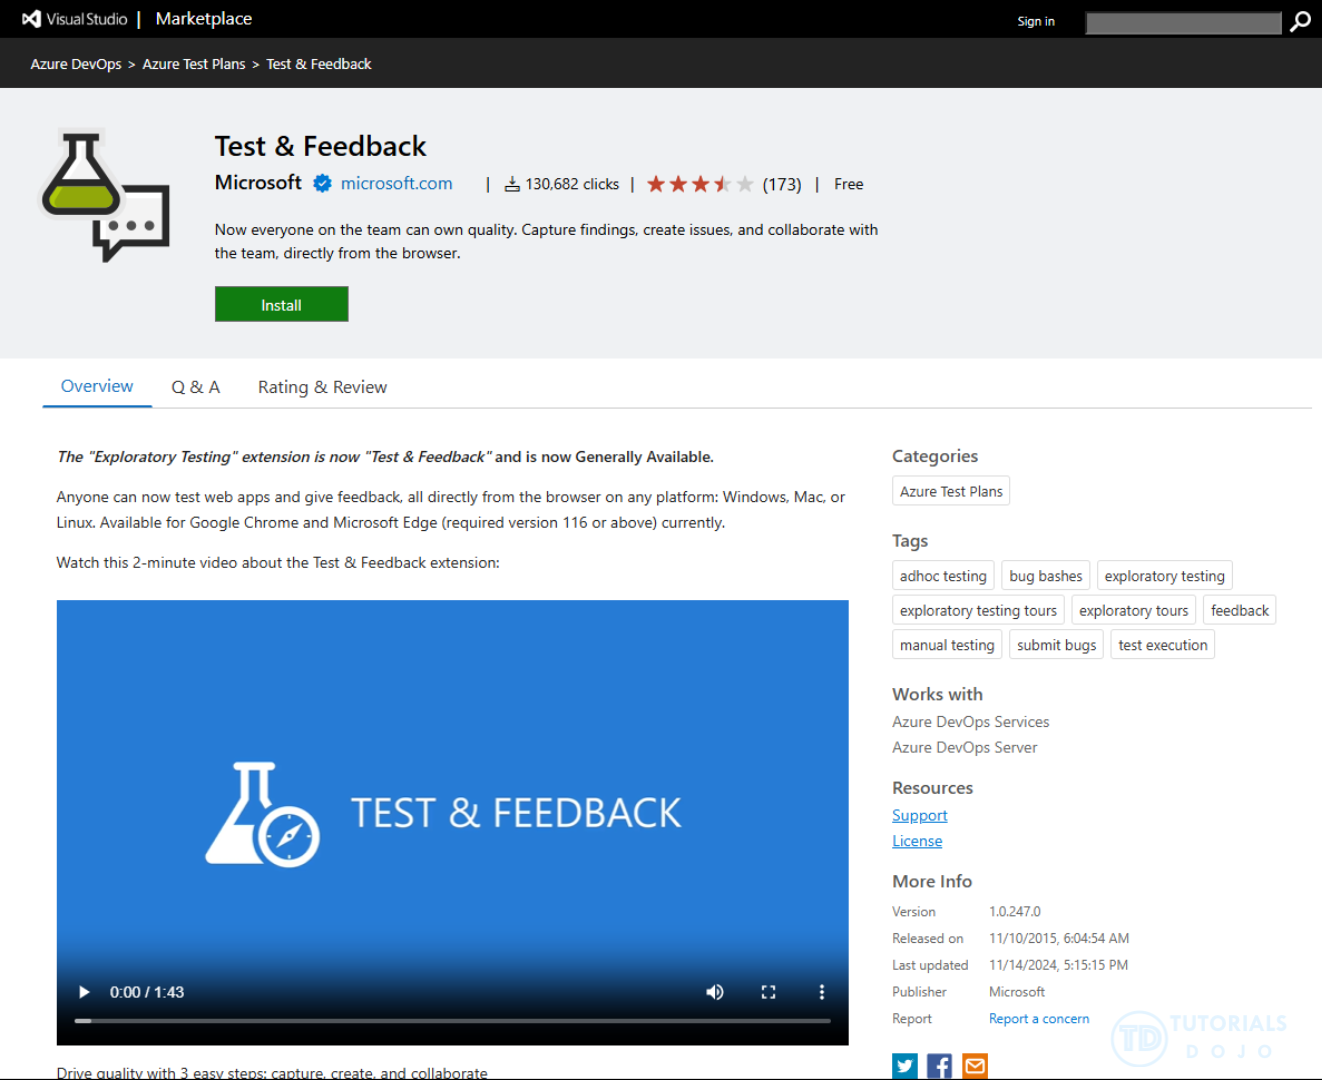 Visual Studio | Marketplace
Sign in
Azure DevOps > Azure Test Plans > Test & Feedback
Test & Feedback
Microsoft microsoft.com | 130,682 clicks | (173) | Free
Now everyone on the team can own quality. Capture findings, create issues, and collaborate with
the team, directly from the browser.
Install
Overview Q & A Rating & Review
The "Exploratory Testing" extension is now "Test & Feedback" and is now Generally Available.
Anyone can now test web apps and give feedback, all directly from the browser on any platform: Windows, Mac, or
Linux. Available for Google Chrome and Microsoft Edge (required version 116 or above) currently.
Watch this 2-minute video about the Test & Feedback extension:
TEST & FEEDBACK
0:00 / 1:43
Drive quality with 3 easy steps: capture, create, and collaborate
Categories
Azure Test Plans
Tags
adhoc testing bug bashes exploratory testing
exploratory testing tours exploratory tours feedback
manual testing submit bugs test execution
Works with
Azure DevOps Services
Azure DevOps Server
Resources
Support
License
More Info
Version 1.0.247.0
Released on 11/10/2015, 6:04:54 AM
Last updated 11/14/2024, 5:15:15 PM
Publisher Microsoft
Report Report a concern
TD TUTORIALS
DOJO